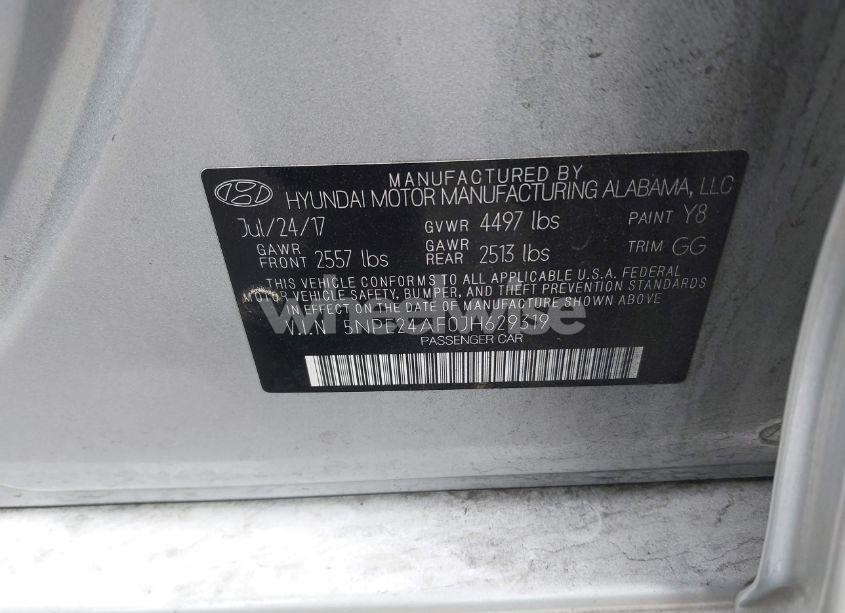 MANUFACTURED BY
HYUNDAI MOTOR MANUFACTURING ALABAMA, LLC
Jul/24/17 GVWR 4497 lbs PAINT Y8
GAWR FRONT 2557 lbs GAWR REAR 2513 lbs TRIM GG
THIS VEHICLE CONFORMS TO ALL APPLICABLE U.S.A. FEDERAL
MOTOR VEHICLE SAFETY, BUMPER, AND THEFT PREVENTION STANDARDS
IN EFFECT ON THE DATE OF MANUFACTURE SHOWN ABOVE
VIN 5NPE24AF0JH629319
PASSENGER CAR
wheelwise